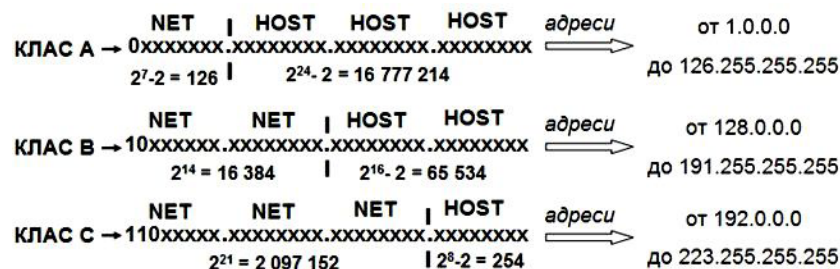 NET HOST HOST HOST адреси от 1.0.0.0
КЛАС А → 0xxxxxxx.xxxxxxxx.xxxxxxxx.xxxxxxxx
2⁷-2 = 126 2²⁴- 2 = 16 777 214 до 126.255.255.255
NET NET HOST HOST адреси от 128.0.0.0
КЛАС В → 10xxxxxx.xxxxxxxx.xxxxxxxx.xxxxxxxx
2¹⁴ = 16 384 2¹⁶- 2 = 65 534 до 191.255.255.255
NET NET NET HOST адреси от 192.0.0.0
КЛАС С → 110xxxxx.xxxxxxxx.xxxxxxxx.xxxxxxxx
2²¹ = 2 097 152 2⁸-2 = 254 до 223.255.255.255